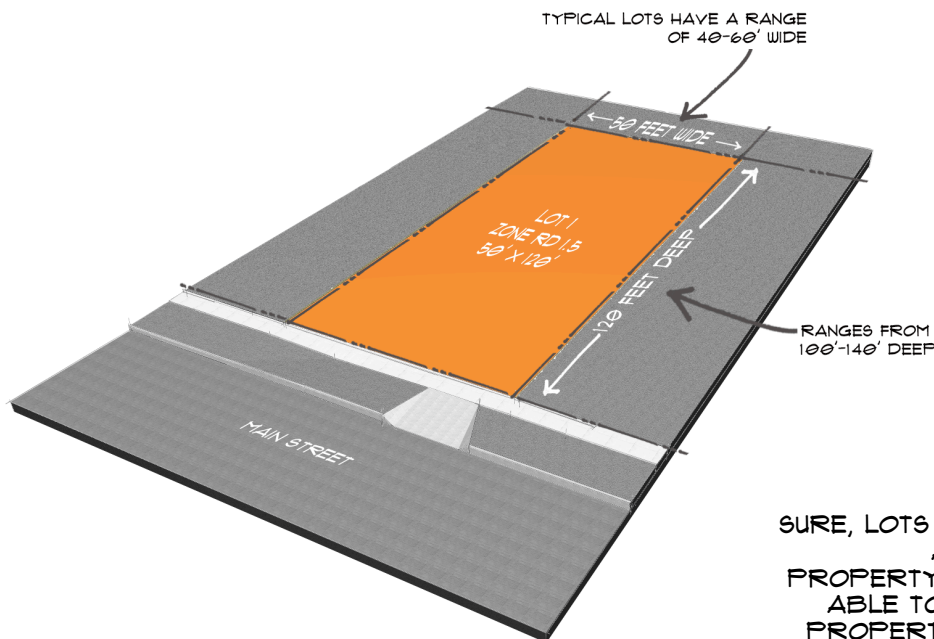 TYPICAL LOTS HAVE A RANGE
OF 40-60' WIDE
50 FEET WIDE
LOT 1
ZONE RD 1.5
50' X 120'
120 FEET DEEP
RANGES FROM
100'-140' DEEP
MAIN STREET
SURE, LOTS
PROPERTY
ABLE TO
PROPERT